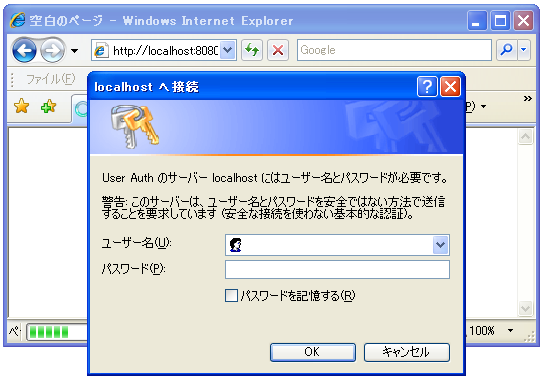 空白のページ - Windows Internet Explorer
http://localhost:8080
Google
ファイル(F)
localhost へ接続
P)
User Auth のサーバー localhost にはユーザー名とパスワードが必要です。
警告: このサーバーは、ユーザー名とパスワードを安全ではない方法で送信
することを要求しています (安全な接続を使わない基本的な認証)。
ユーザー名(U):
パスワード(P):
パスワードを記憶する(R)
ペ
100%
OK
キャンセル